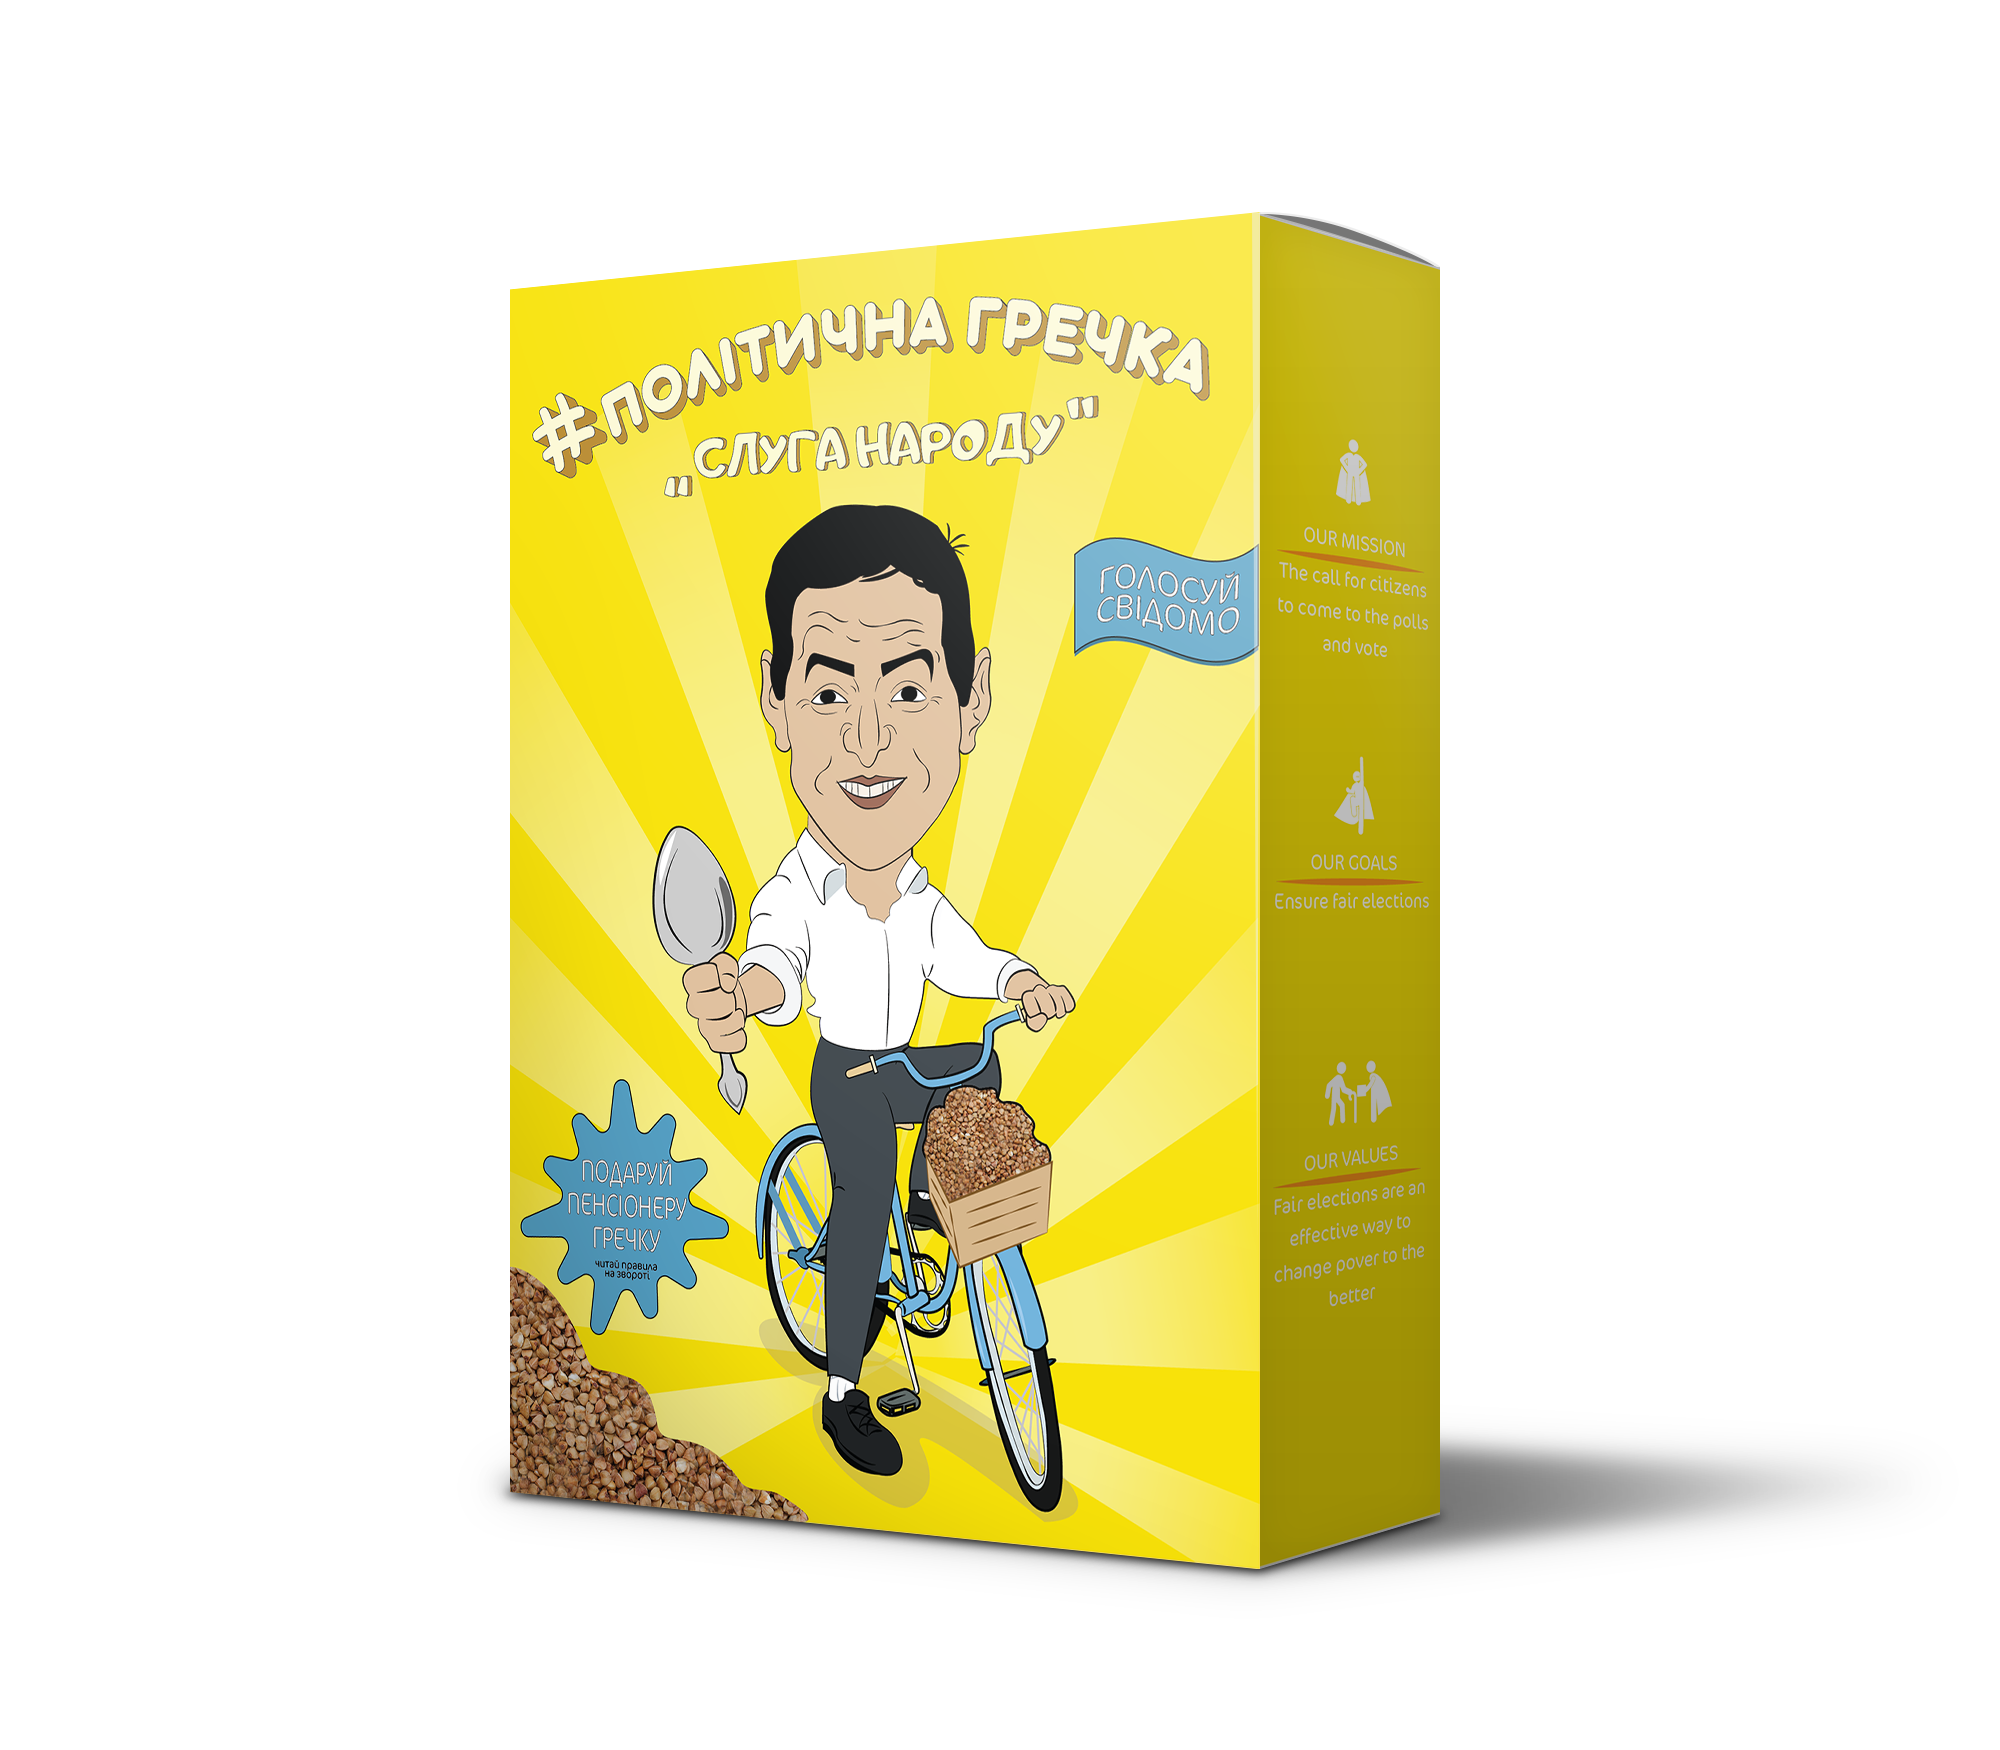 #ПОЛІТИЧНА ГРЕЧКА
"СЛУГА НАРОДУ"
ГОЛОСУЙ
СВІДОМО
ПОДАРУЙ
ПЕНСІОНЕРУ
ГРЕЧКУ
читай правила
на звороті
OUR MISSION
The call for citizens
to come to the polls
and vote
OUR GOALS
Ensure fair elections
OUR VALUES
Fair elections are an
effective way to
change pover to the
better